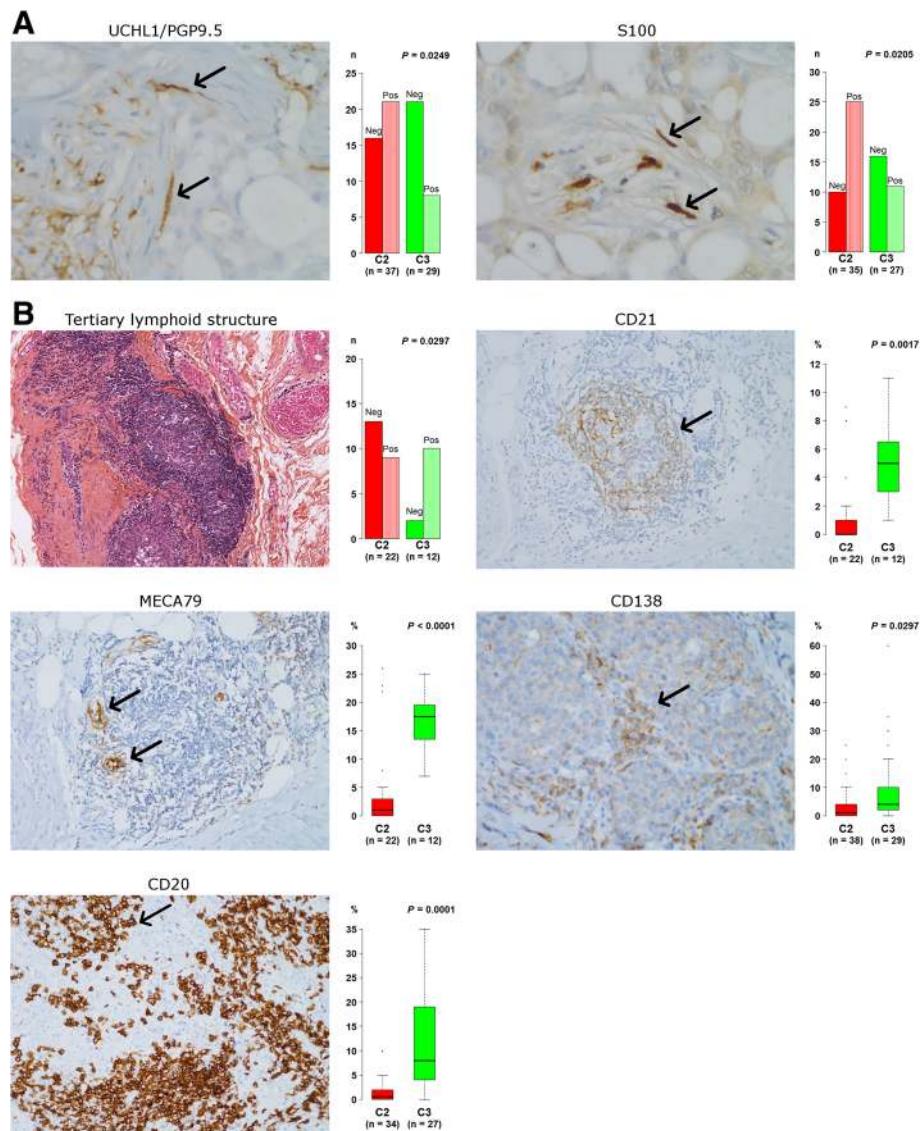 A
UCHL1/PGP9.5
n
P = 0.0249
25
20
15
10
5
0
Neg
Pos
Neg
Pos
C2
(n = 37)
C3
(n = 29)
S100
n
P = 0.0205
30
25
20
15
10
5
0
Neg
Pos
Neg
Pos
C2
(n = 35)
C3
(n = 27)
B
Tertiary lymphoid structure
n
P = 0.0297
20
15
10
5
0
Neg
Pos
Neg
Pos
C2
(n = 22)
C3
(n = 12)
CD21
%
P = 0.0017
12
10
8
6
4
2
0
C2
(n = 22)
C3
(n = 12)
MECA79
%
P < 0.0001
30
25
20
15
10
5
0
C2
(n = 22)
C3
(n = 12)
CD138
%
P = 0.0297
60
50
40
30
20
10
0
C2
(n = 38)
C3
(n = 29)
CD20
%
P = 0.0001
35
30
25
20
15
10
5
0
C2
(n = 34)
C3
(n = 27)